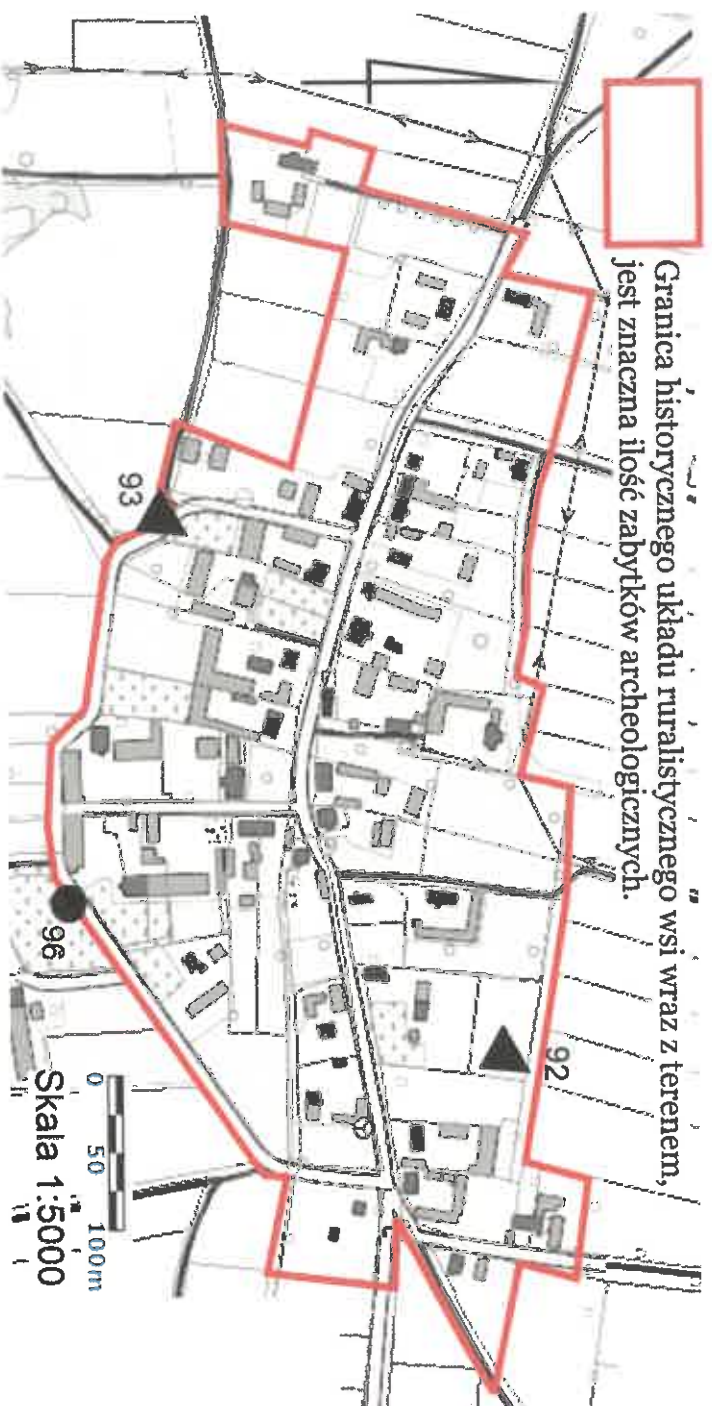 Granica historycznego układu ruralistycznego wsi wraz z terenem,
jest znaczna ilość zabytków archeologicznych.
92
93
96
0 50 100m
Skala 1:5000